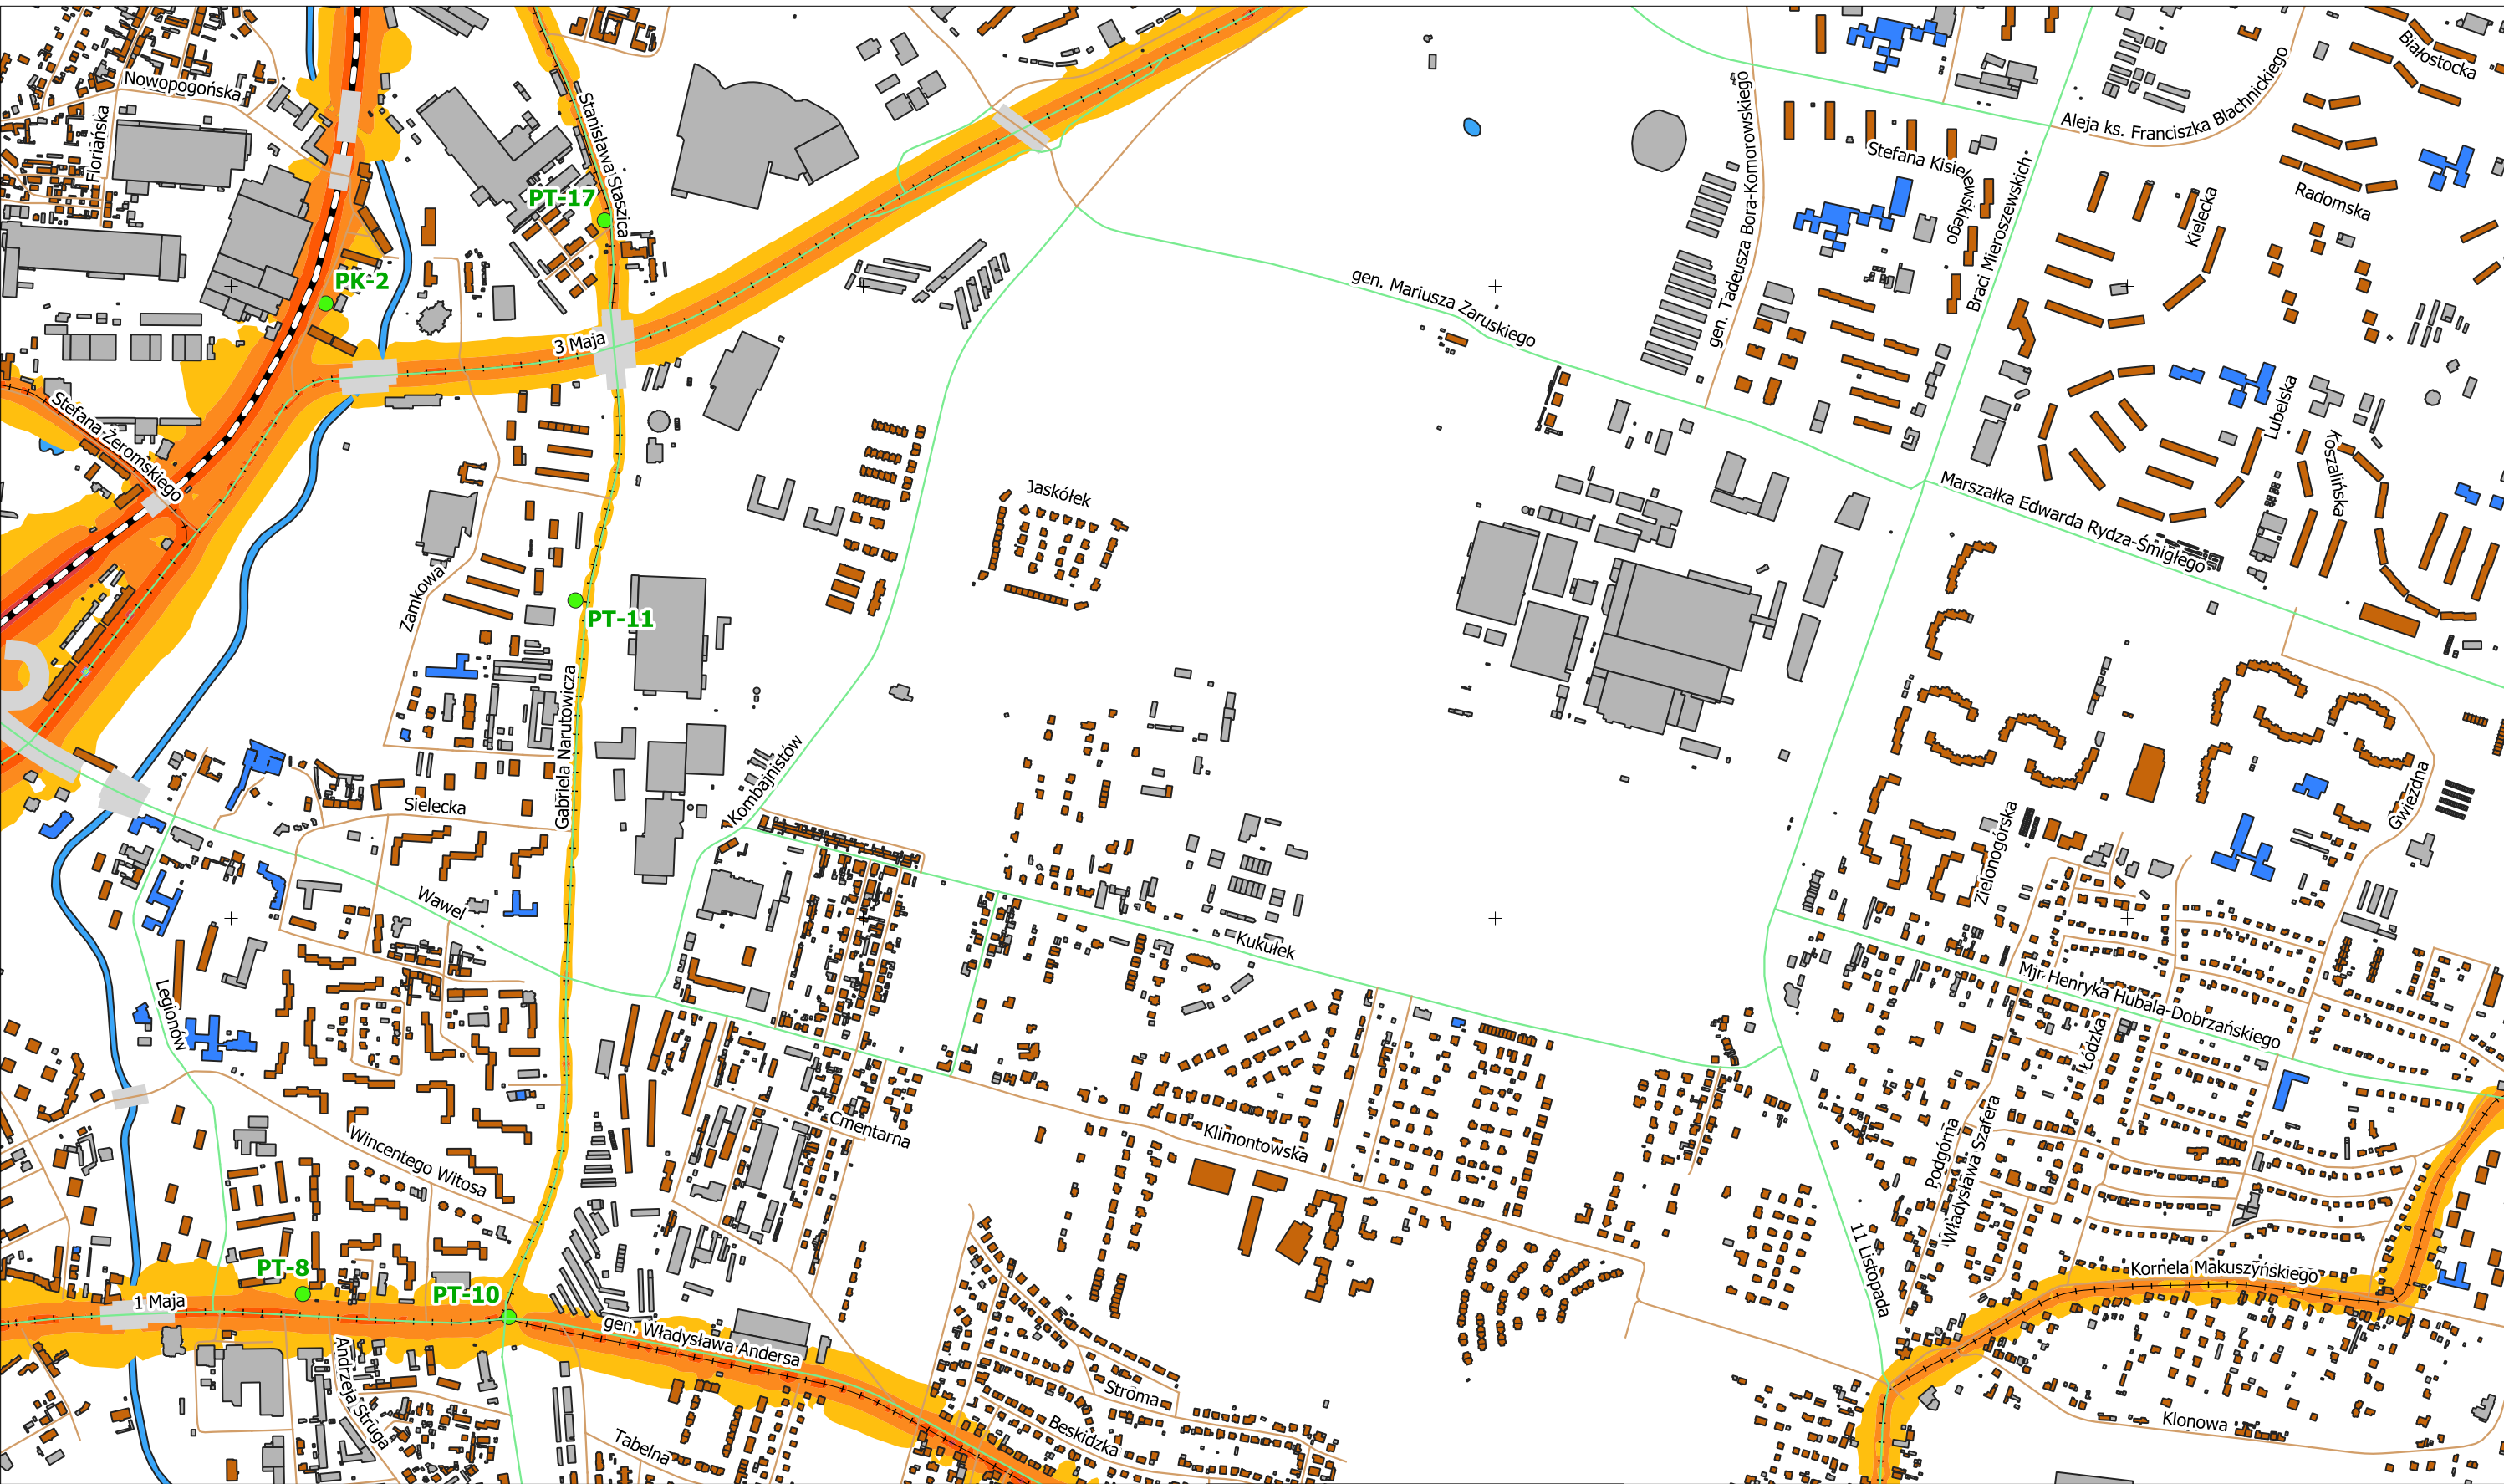 Białostocka
Nowopogońska
Floriańska
Stanisława Staszica
gen. Tadeusza Bora-Komorowskiego
Aleja ks. Franciszka Blachnickiego
Stefana Kisielewskiego
Braci Mieroszewskich
Kielecka
Radomska
PT-17
PK-2
gen. Mariusza Zaruskiego
3 Maja
Stefana Żeromskiego
Lubelska
Koszalińska
Jaskółek
Marszałka Edwarda Rydza-Śmigłego
Zamkowa
PT-11
Gabriela Narutowicza
Kombajnistów
Sielecka
Gwiezdna
Zielonogórska
Wawel
Kukułek
Legionów
Mjr Henryka Hubala-Dobrzańskiego
Łódzka
Cmentarna
Klimontowska
Wincentego Witosa
Podgórna
Władysława Szafera
11 Listopada
PT-8
PT-10
1 Maja
Kornela Makuszyńskiego
gen. Władysława Andersa
Andrzeja Struga
Stroma
Beskidzka
Klonowa
Tabelna